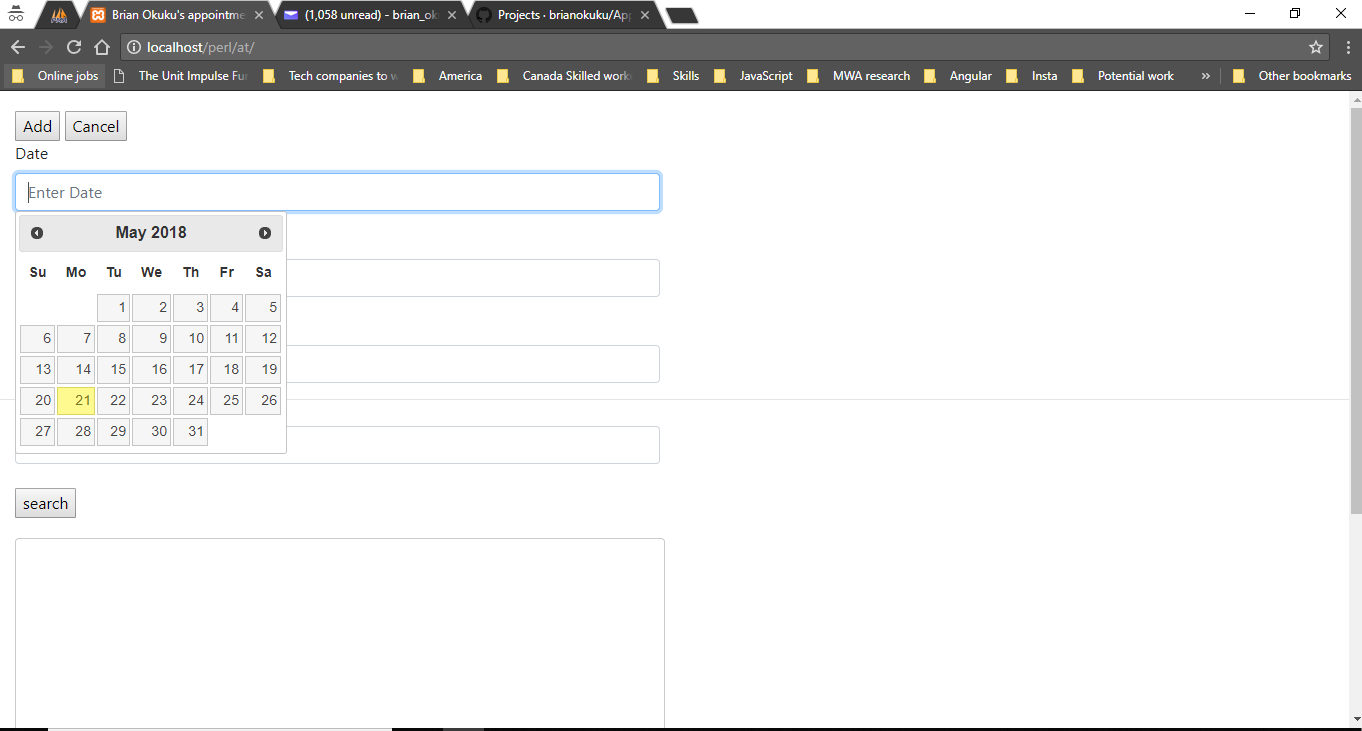 Brian Okuku's appointme
(1,058 unread) - brian_ok
Projects · brianokuku/App
localhost/perl/at/
Online jobs
The Unit Impulse Fu
Tech companies to w
America
Canada Skilled work
Skills
JavaScript
MWA research
Angular
Insta
Potential work
»
Other bookmarks
Add Cancel
Date
Enter Date
May 2018
Su Mo Tu We Th Fr Sa
1 2 3 4 5
6 7 8 9 10 11 12
13 14 15 16 17 18 19
20 21 22 23 24 25 26
27 28 29 30 31
search